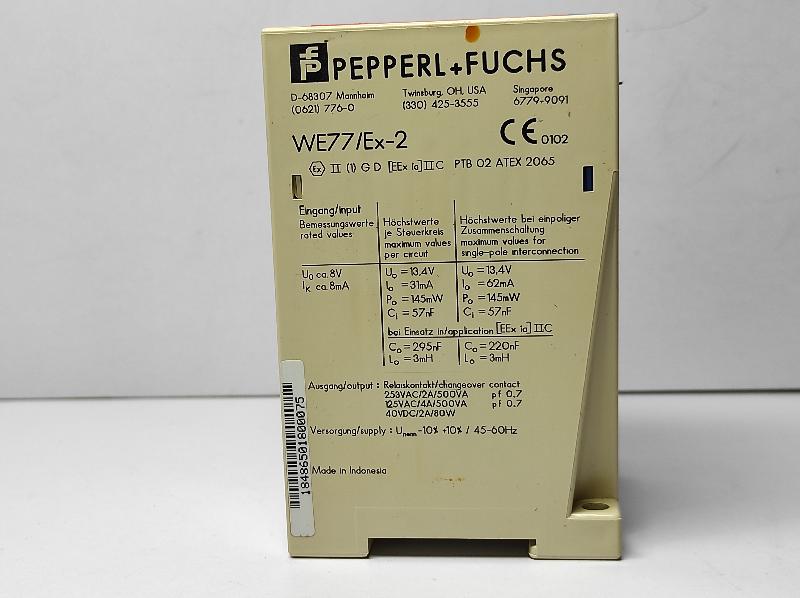 PEPPERL+FUCHS
D-68307 Mannheim Twinsburg, OH, USA Singapore
(0621) 776-0 (330) 425-3555 6779-9091
WE77/Ex-2 CE 0102
Ex II (1) G D [EEx ia] IIC PTB 02 ATEX 2065
Eingang/input
Bemessungswerte
rated values
Höchstwerte
je Steuerkreis
maximum values
per circuit
Höchstwerte bei einpoliger
Zusammenschaltung
maximum values for
single-pole interconnection
U₀ ca. 8V
Iₖ ca. 8mA
Uₒ = 13,4V
Iₒ = 31mA
Pₒ = 145mW
Cᵢ = 57nF
Uₒ = 13,4V
Iₒ = 62mA
Pₒ = 145mW
Cᵢ = 57nF
bei Einsatz in/application [EEx ia] IIC
Cₒ = 295nF Cₒ = 220nF
Lₒ = 3mH Lₒ = 3mH
Ausgang/output : Relaiskontakt/changeover contact
253VAC/2A/500VA pf 0.7
125VAC/4A/500VA pf 0.7
40VDC/2A/80W
Versorgung/supply : Unenn -10% +10% / 45-60Hz
Made in Indonesia
18486501800075